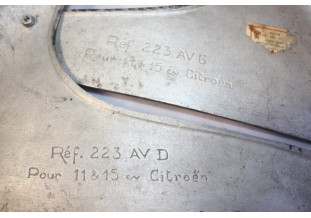 Réf. 223 AV G
Pour 11 & 15 cv Citroën
Réf. 223 AV D
Pour 11 & 15 cv Citroën